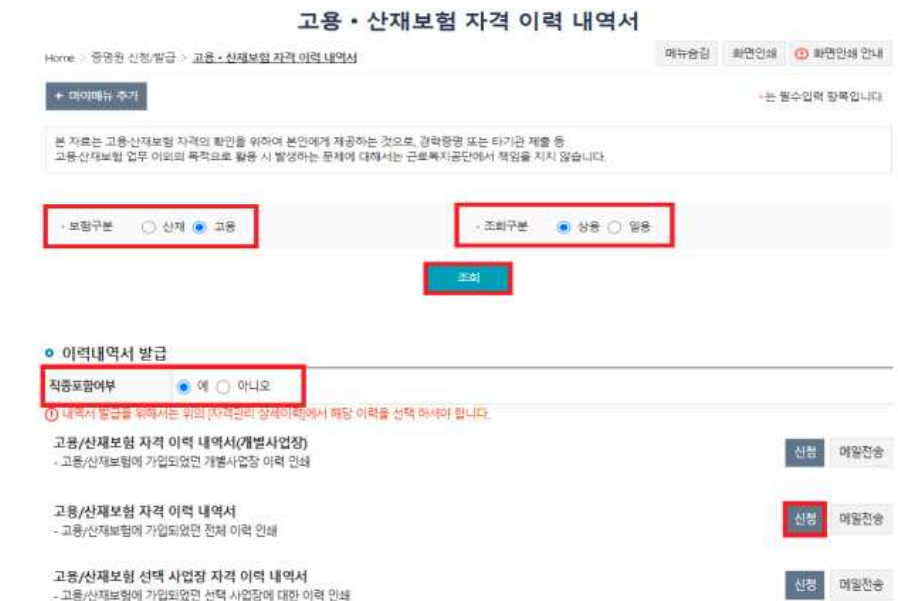 고용・산재보험 자격 이력 내역서
Home > 증명원 신청/발급 > 고용・산재보험 자격 이력 내역서
메뉴숨김 화면인쇄 화면인쇄 안내
+ 마이메뉴 추가
*는 필수입력 항목입니다.
본 자료는 고용·산재보험 자격의 확인을 위하여 본인에게 제공하는 것으로, 경력증명 또는 타기관 제출 등
고용·산재보험 업무 이외의 목적으로 활용 시 발생하는 문제에 대해서는 근로복지공단에서 책임을 지지 않습니다.
· 보험구분 산재 고용
· 조회구분 상용 일용
조회
이력내역서 발급
직종포함여부 예 아니오
내역서 발급을 위해서는 위의 [자격관리 상세이력]에서 해당 이력을 선택 하셔야 합니다.
고용/산재보험 자격 이력 내역서(개별사업장)
- 고용/산재보험에 가입되었던 개별사업장 이력 인쇄
신청 메일전송
고용/산재보험 자격 이력 내역서
- 고용/산재보험에 가입되었던 전체 이력 인쇄
신청 메일전송
고용/산재보험 선택 사업장 자격 이력 내역서
- 고용/산재보험에 가입되었던 선택 사업장에 대한 이력 인쇄
신청 메일전송